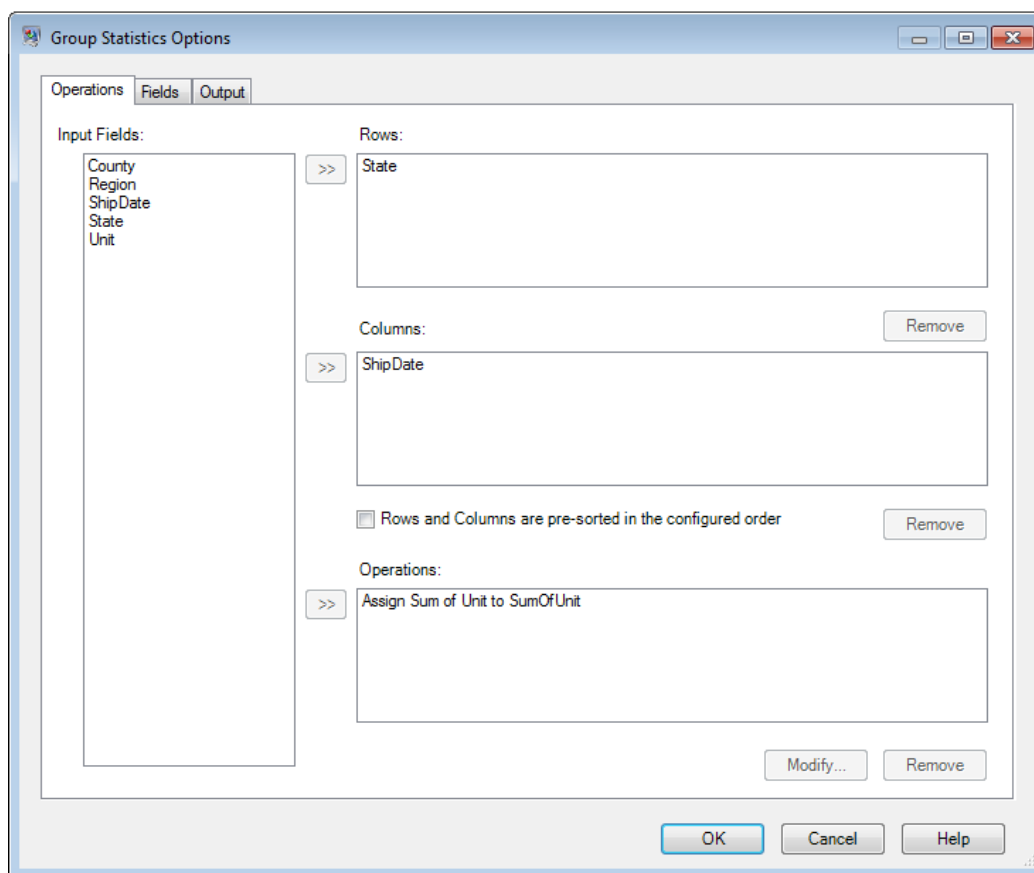 Group Statistics Options
Operations Fields Output
Input Fields:
County
Region
ShipDate
State
Unit
>>
Rows:
State
Remove
Columns:
>>
ShipDate
Rows and Columns are pre-sorted in the configured order
Remove
Operations:
>>
Assign Sum of Unit to SumOfUnit
Modify... Remove
OK Cancel Help